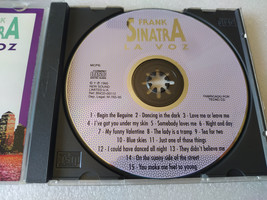 FRANK
SINATRA
LA VOZ
1 - Begin the Beguine 2 - Dancing in the dark 3 - Love me or leave me
4 - I've got you under my skin 5 - Somebody loves me 6 - Night and day
7 - My funny Valentine 8 - The lady is a tramp 9 - Tea for two
10 - Blue skies 11 - Just one of those things
12 - I could have danced all night 13 - They didn't believe me
14 - On the sunny side of the street
15 - You make me feel so young